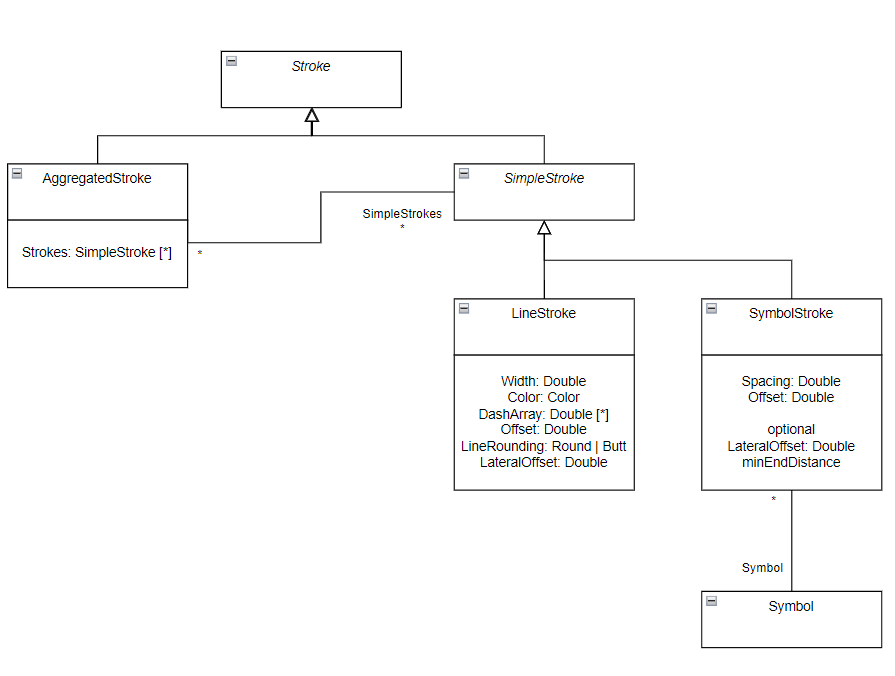 Stroke
AggregatedStroke
SimpleStroke
SimpleStrokes
*
Strokes: SimpleStroke [*]
*
LineStroke
SymbolStroke
Width: Double
Color: Color
DashArray: Double [*]
Offset: Double
LineRounding: Round | Butt
LateralOffset: Double
Spacing: Double
Offset: Double
optional
LateralOffset: Double
minEndDistance
*
Symbol
Symbol